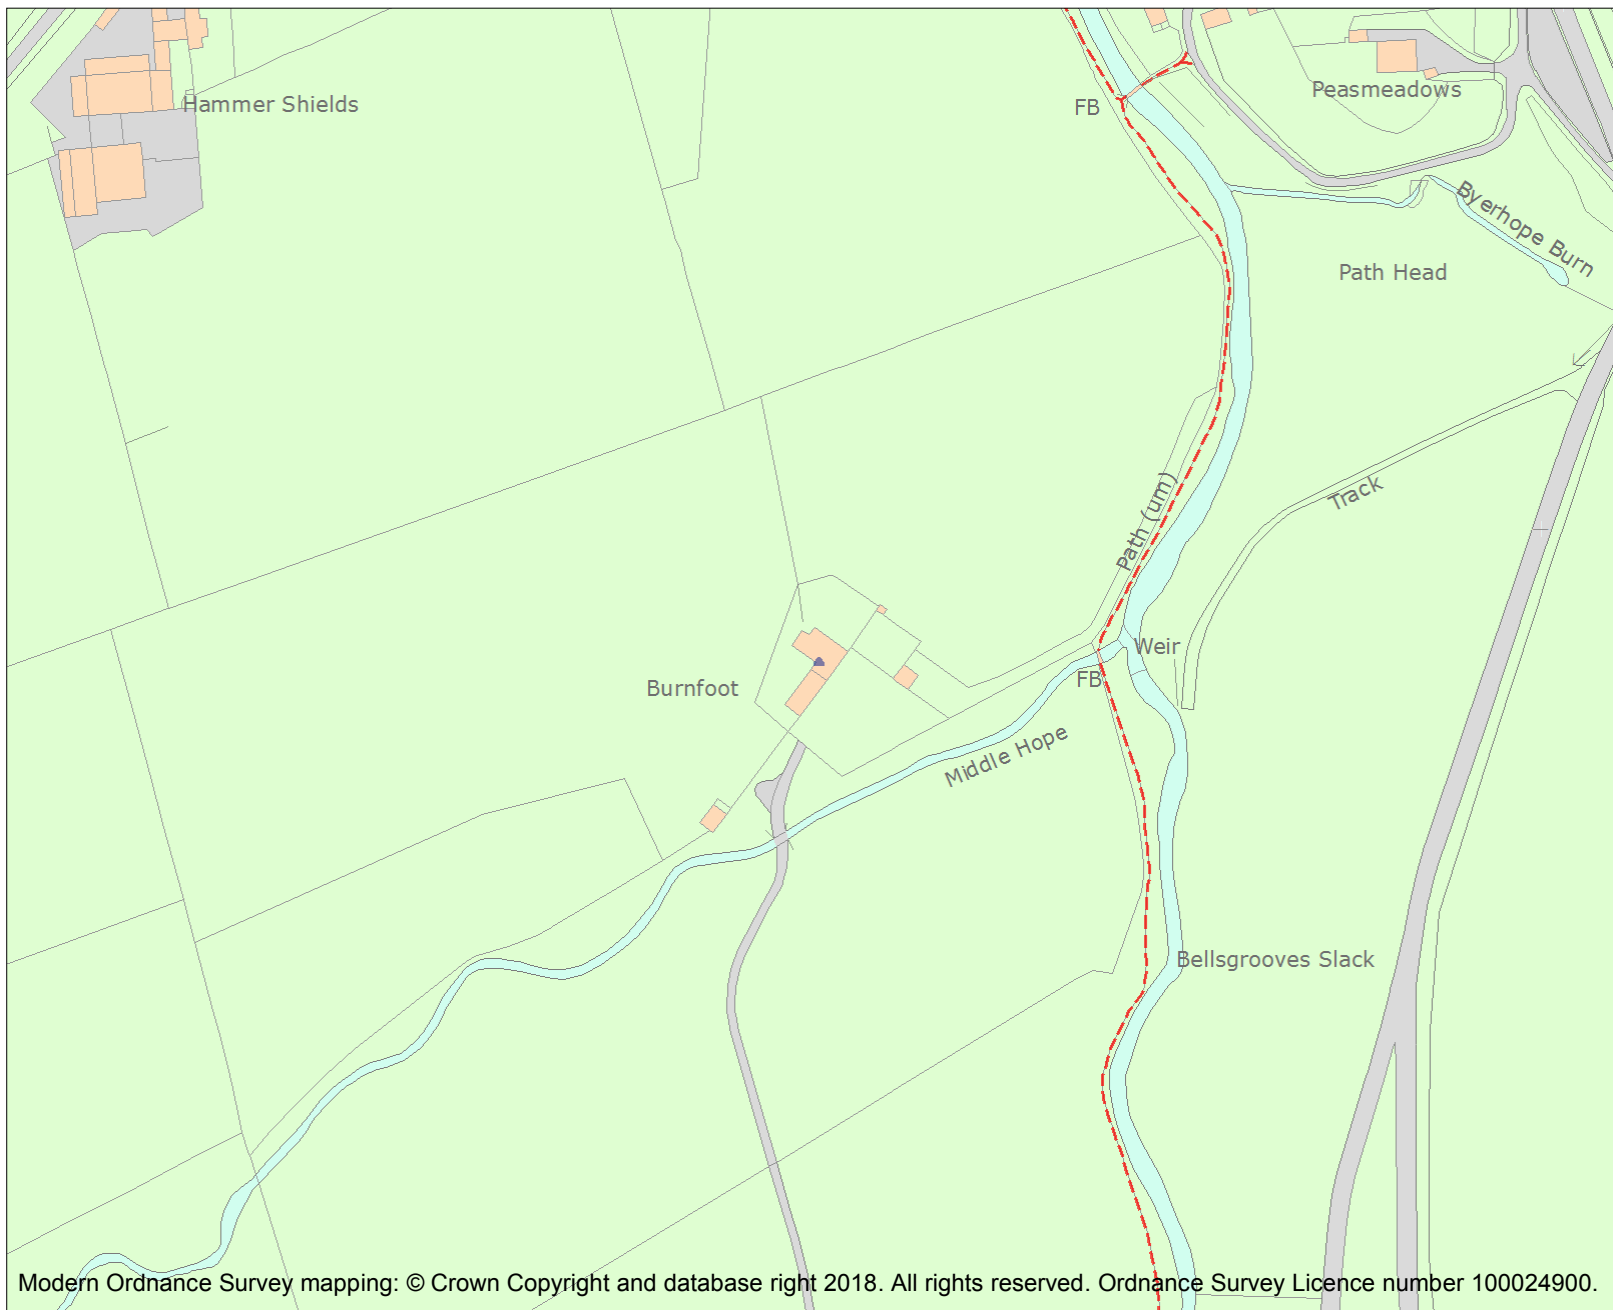 Hammer Shields
FB
Peasmeadows
Byerhope Burn
Path Head
Track
Path (um)
Weir
FB
Burnfoot
Middle Hope
Bellsgrooves Slack
Modern Ordnance Survey mapping: © Crown Copyright and database right 2018. All rights reserved. Ordnance Survey Licence number 100024900.